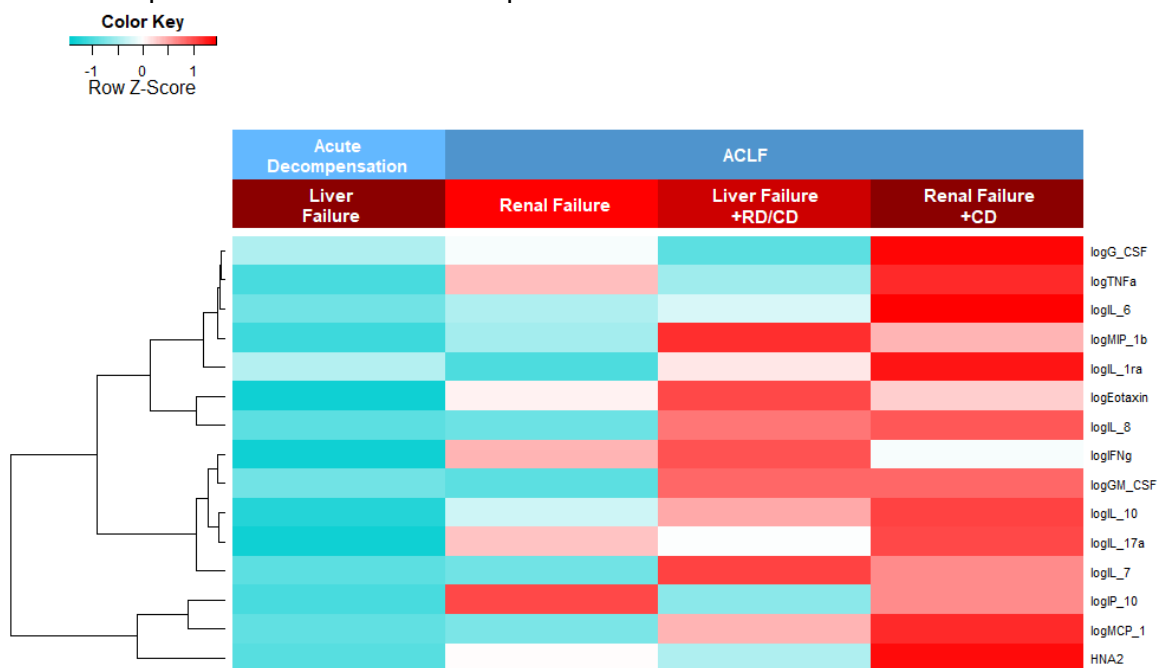 Color Key
-1 0 1
Row Z-Score
Acute
Decompensation
ACLF
Liver
Failure
Renal Failure
Liver Failure
+RD/CD
Renal Failure
+CD
logG_CSF
logTNFa
logIL_6
logMIP_1b
logIL_1ra
logEotaxin
logIL_8
logIFNg
logGM_CSF
logIL_10
logIL_17a
logIL_7
logIP_10
logMCP_1
HNA2